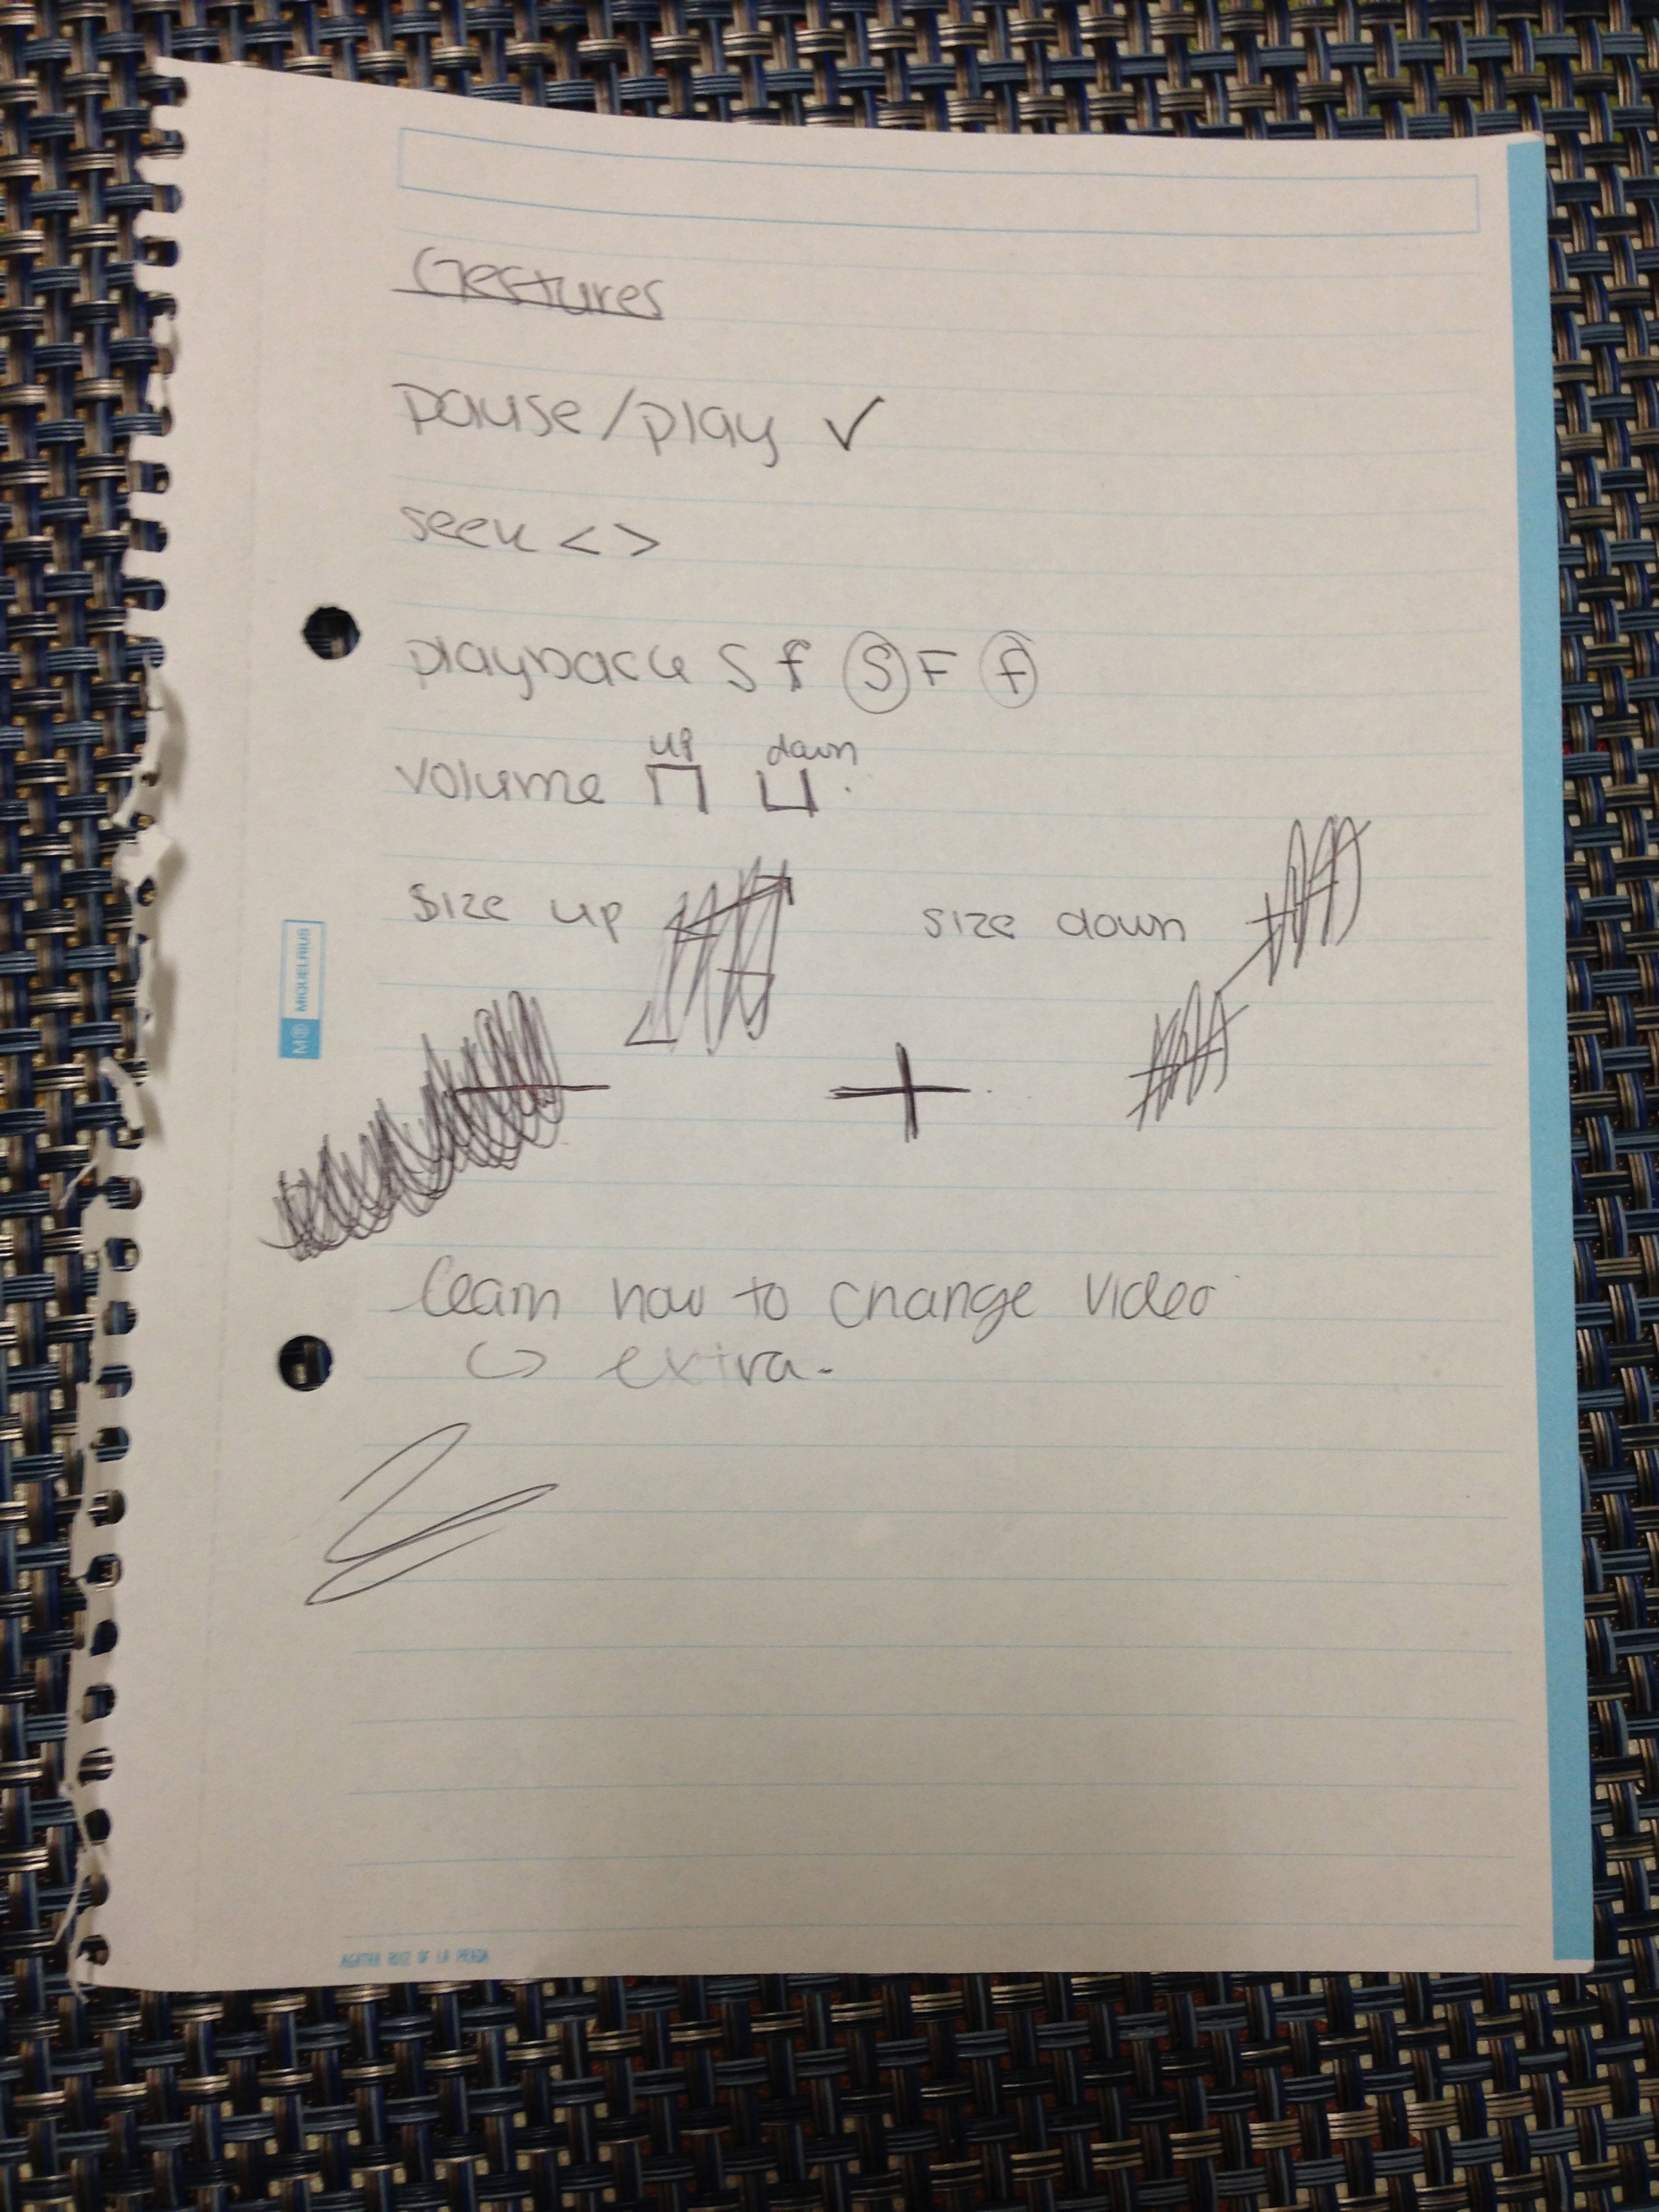 Gestures
pause/play ✓
seek < >
playback S f Ⓢ F ⓕ
up down
volume ⊓ ⊔
size up size down
− +
learn how to change video
↪ extra.
M® MIQUELRIUS
AGATHA RUIZ DE LA PRADA